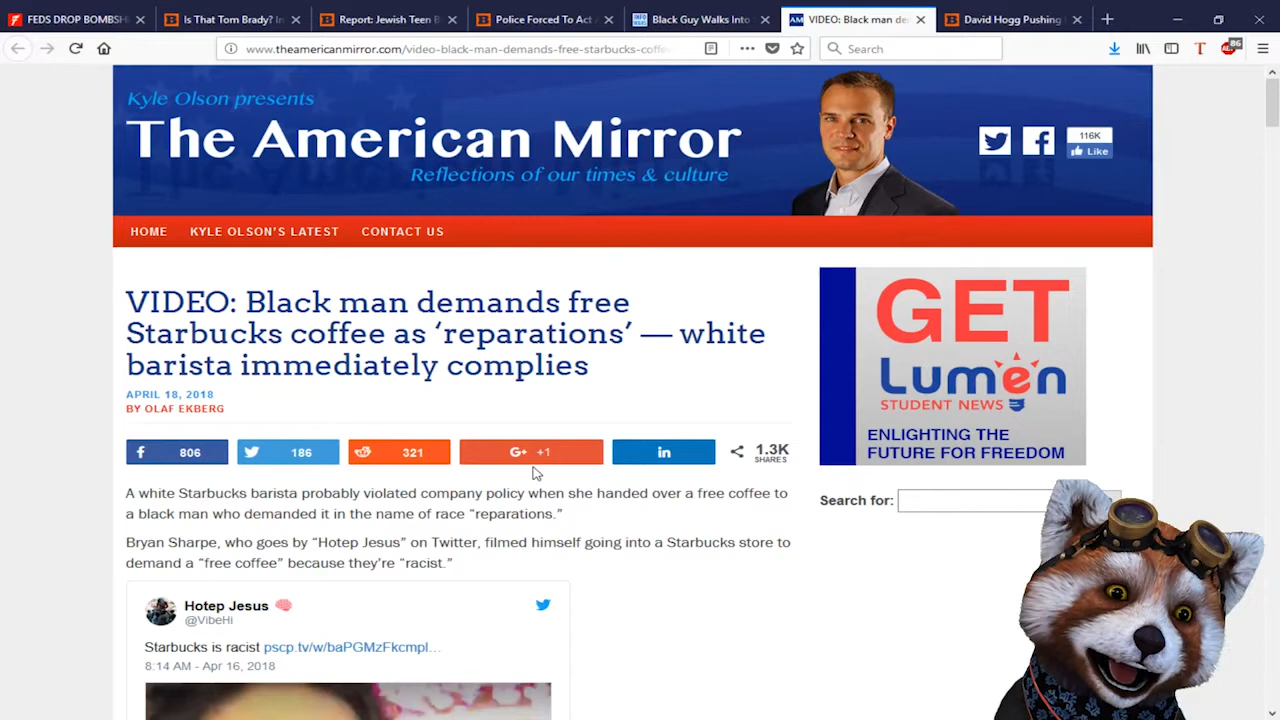 FEDS DROP BOMBSH
Is That Tom Brady? In
Report: Jewish Teen B
Police Forced To Act A
Black Guy Walks Into
VIDEO: Black man de
David Hogg Pushing
www.theamericanmirror.com/video-black-man-demands-free-starbucks-coffe
Search
86
Kyle Olson presents
The American Mirror
Reflections of our times & culture
116K
Like
HOME KYLE OLSON'S LATEST CONTACT US
VIDEO: Black man demands free
Starbucks coffee as ‘reparations’ — white
barista immediately complies
APRIL 18, 2018
BY OLAF EKBERG
806
186
321
G+ +1
in
1.3K
SHARES
A white Starbucks barista probably violated company policy when she handed over a free coffee to
a black man who demanded it in the name of race “reparations.”
Bryan Sharpe, who goes by “Hotep Jesus” on Twitter, filmed himself going into a Starbucks store to
demand a “free coffee” because they’re “racist.”
Hotep Jesus
@VibeHi
Starbucks is racist pscp.tv/w/baPGMzFkcmpl…
8:14 AM - Apr 16, 2018
GET
Lumen
STUDENT NEWS
ENLIGHTING THE
FUTURE FOR FREEDOM
Search for: